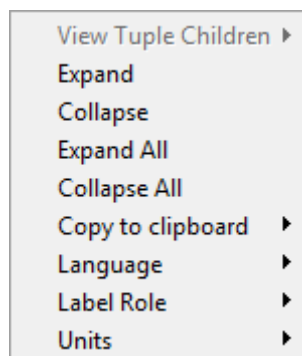 View Tuple Children
Expand
Collapse
Expand All
Collapse All
Copy to clipboard
Language
Label Role
Units